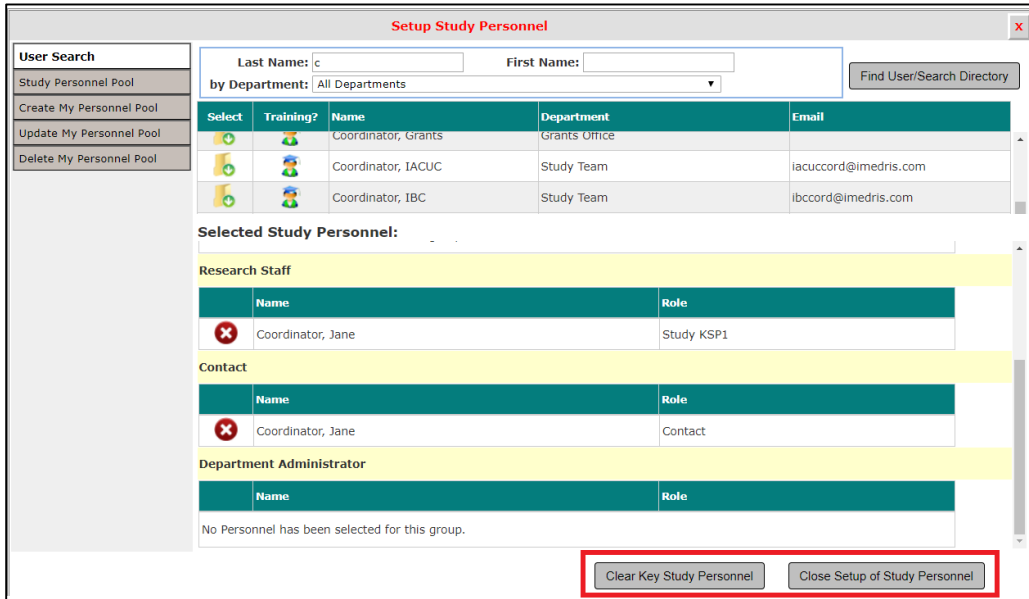 Setup Study Personnel
x
User Search
Study Personnel Pool
Create My Personnel Pool
Update My Personnel Pool
Delete My Personnel Pool
Last Name: c First Name:
by Department: All Departments
Find User/Search Directory
Select Training? Name Department Email
Coordinator, Grants Grants Office
Coordinator, IACUC Study Team iacuccord@imedris.com
Coordinator, IBC Study Team ibccord@imedris.com
Selected Study Personnel:
Research Staff
Name Role
Coordinator, Jane Study KSP1
Contact
Name Role
Coordinator, Jane Contact
Department Administrator
Name Role
No Personnel has been selected for this group.
Clear Key Study Personnel Close Setup of Study Personnel